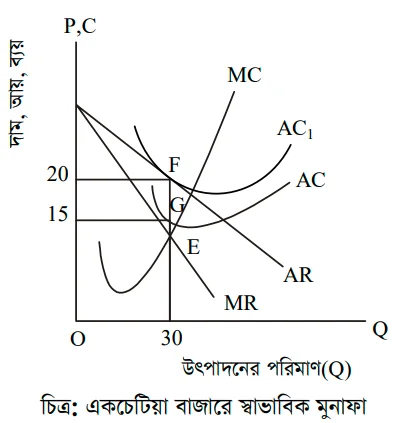 P,C
দাম, আয়, ব্যয়
MC
AC1
F
20
AC
G
15
E
AR
MR
O
30
Q
উৎপাদনের পরিমাণ(Q)
চিত্র: একচেটিয়া বাজারে স্বাভাবিক মুনাফা